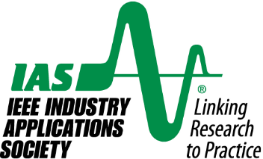 IAS
®
IEEE INDUSTRY
APPLICATIONS
SOCIETY
Linking
Research
to Practice